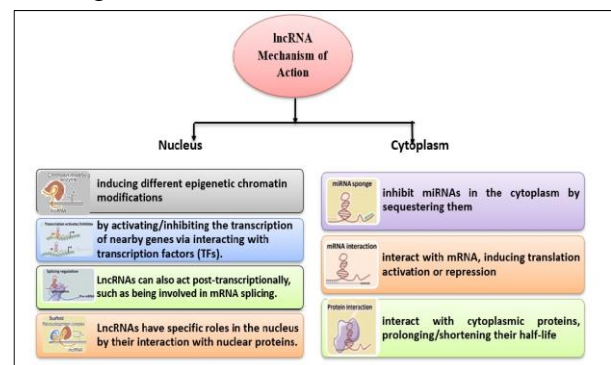 lncRNA
Mechanism of
Action
Nucleus
Cytoplasm
inducing different epigenetic chromatin
modifications
by activating/inhibiting the transcription
of nearby genes via interacting with
transcription factors (TFs).
Splicing regulation
LncRNAs can also act post-transcriptionally,
such as being involved in mRNA splicing.
Scaffold
LncRNAs have specific roles in the nucleus
by their interaction with nuclear proteins.
miRNA sponge
inhibit miRNAs in the cytoplasm by
sequestering them
mRNA interaction
interact with mRNA, inducing translation
activation or repression
Protein interaction
interact with cytoplasmic proteins,
prolonging/shortening their half-life